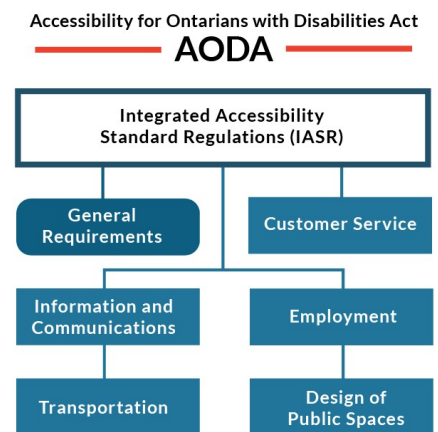 Accessibility for Ontarians with Disabilities Act
AODA
Integrated Accessibility
Standard Regulations (IASR)
General
Requirements
Customer Service
Information and
Communications
Employment
Transportation
Design of
Public Spaces